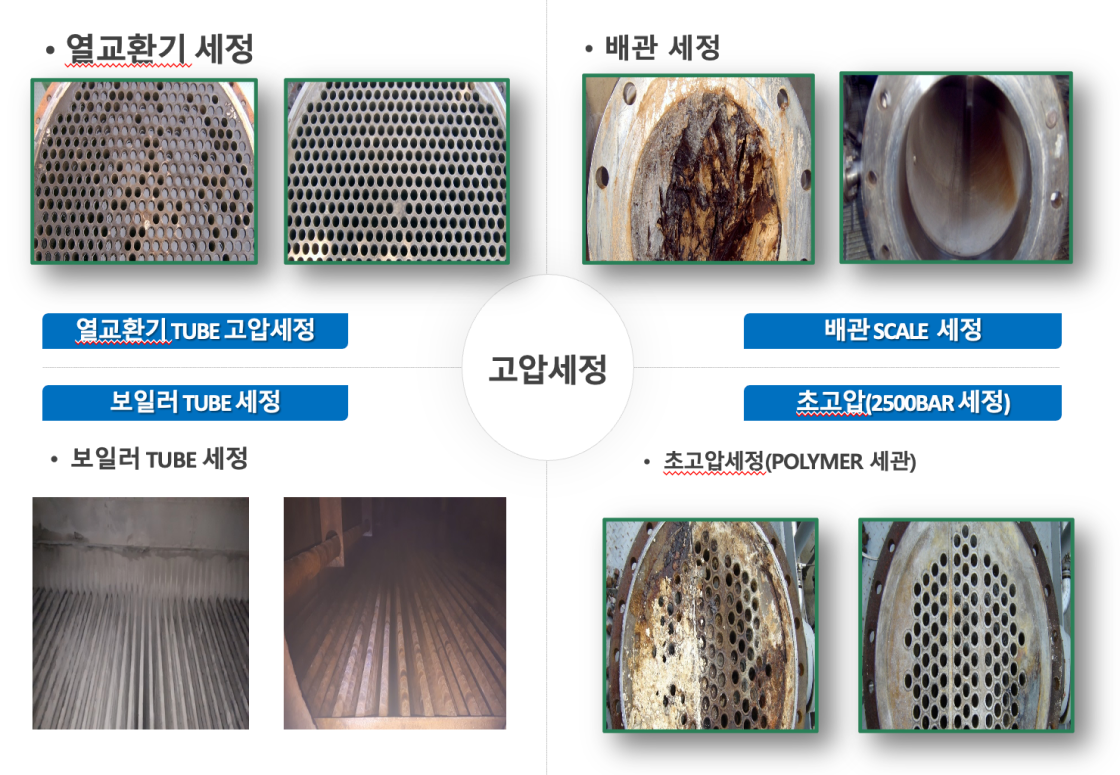 • 열교환기 세정
• 배관 세정
열교환기 TUBE 고압세정
배관 SCALE 세정
고압세정
보일러 TUBE 세정
초고압(2500BAR 세정)
• 보일러 TUBE 세정
• 초고압세정(POLYMER 세관)